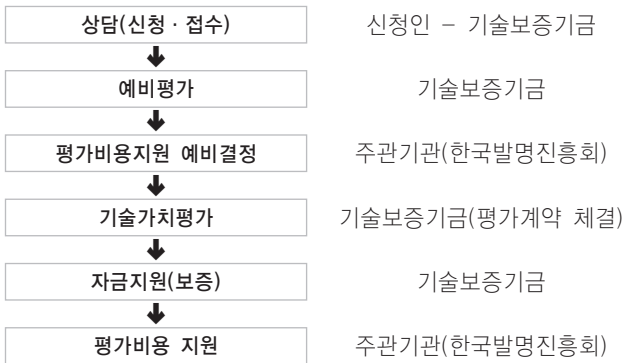 상담(신청·접수) 신청인 – 기술보증기금
예비평가 기술보증기금
평가비용지원 예비결정 주관기관(한국발명진흥회)
기술가치평가 기술보증기금(평가계약 체결)
자금지원(보증) 기술보증기금
평가비용 지원 주관기관(한국발명진흥회)